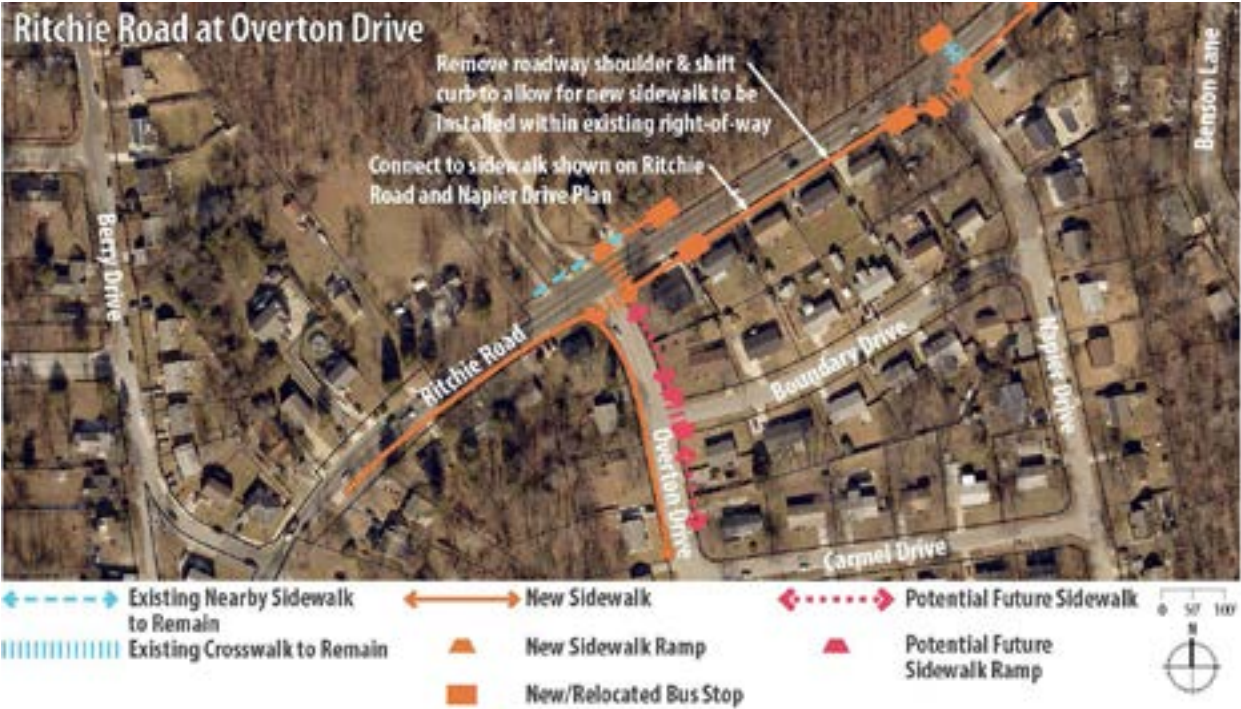 Ritchie Road at Overton Drive
Remove roadway shoulder & shift
curb to allow for new sidewalk to be
Installed within existing right-of-way
Connect to sidewalk shown on Ritchie
Road and Napier Drive Plan
Benson Lane
Berry Drive
Ritchie Road
Boundary Drive
Napier Drive
Overton Drive
Carmel Drive
Existing Nearby Sidewalk
to Remain
Existing Crosswalk to Remain
New Sidewalk
New Sidewalk Ramp
New/Relocated Bus Stop
Potential Future Sidewalk
Potential Future
Sidewalk Ramp
0 50' 100'
N